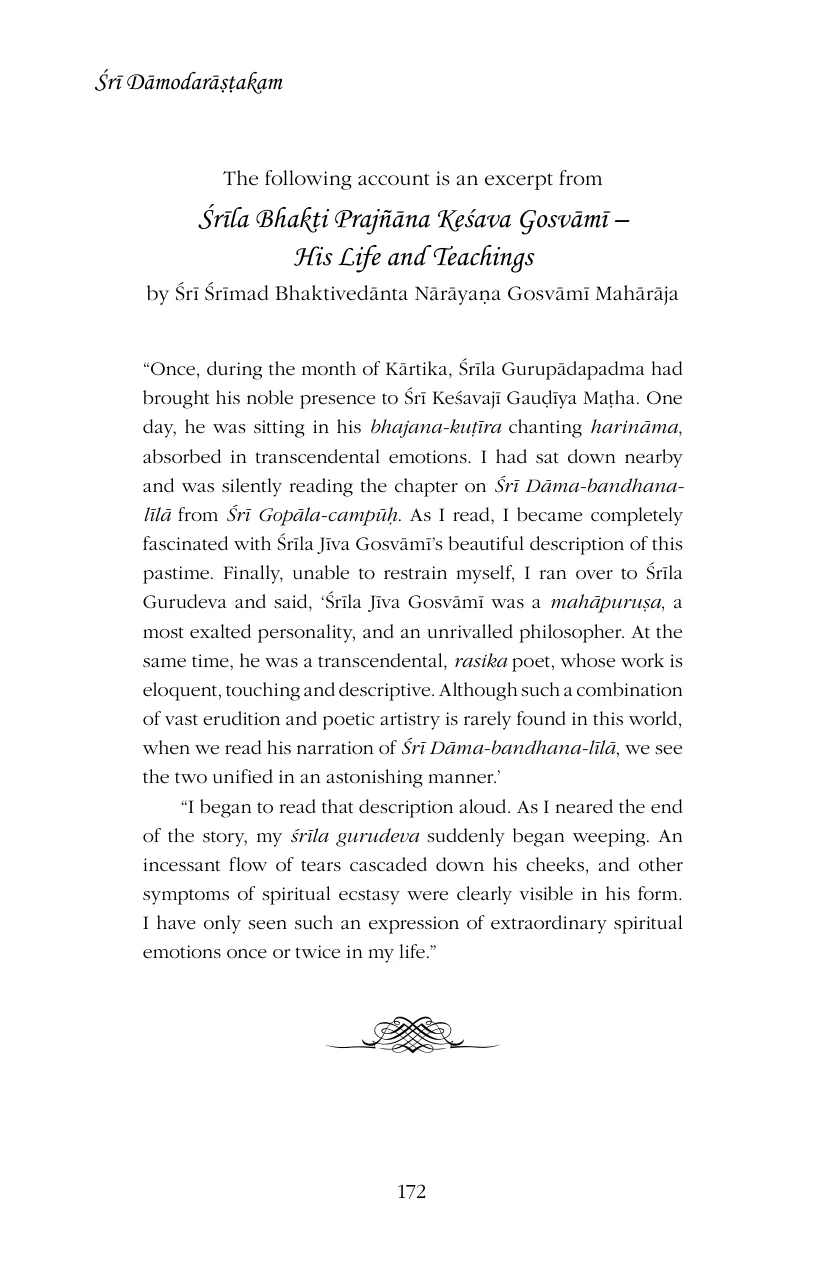 Śrī Dāmodarāṣṭakam
The following account is an excerpt from
Śrīla Bhakti Prajñāna Keśava Gosvāmī –
His Life and Teachings
by Śrī Śrīmad Bhaktivedānta Nārāyaṇa Gosvāmī Mahārāja
“Once, during the month of Kārtika, Śrīla Gurupādapadma had
brought his noble presence to Śrī Keśavajī Gauḍīya Maṭha. One
day, he was sitting in his bhajana-kuṭīra chanting harināma,
absorbed in transcendental emotions. I had sat down nearby
and was silently reading the chapter on Śrī Dāma-bandhana-
līlā from Śrī Gopāla-campūḥ. As I read, I became completely
fascinated with Śrīla Jīva Gosvāmī’s beautiful description of this
pastime. Finally, unable to restrain myself, I ran over to Śrīla
Gurudeva and said, ‘Śrīla Jīva Gosvāmī was a mahāpuruṣa, a
most exalted personality, and an unrivalled philosopher. At the
same time, he was a transcendental, rasika poet, whose work is
eloquent, touching and descriptive. Although such a combination
of vast erudition and poetic artistry is rarely found in this world,
when we read his narration of Śrī Dāma-bandhana-līlā, we see
the two unified in an astonishing manner.’
“I began to read that description aloud. As I neared the end
of the story, my śrīla gurudeva suddenly began weeping. An
incessant flow of tears cascaded down his cheeks, and other
symptoms of spiritual ecstasy were clearly visible in his form.
I have only seen such an expression of extraordinary spiritual
emotions once or twice in my life.”
172